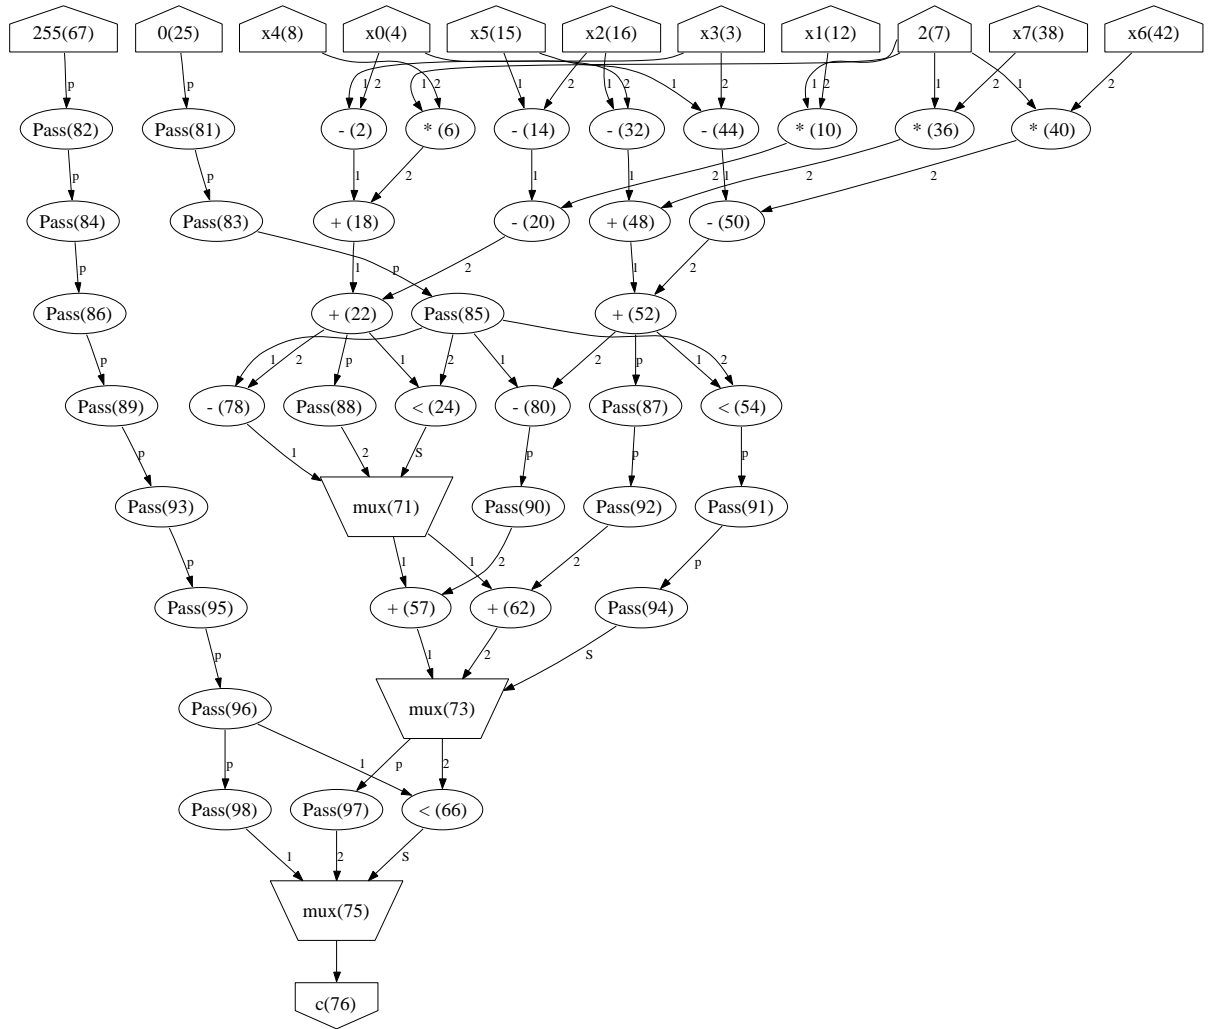 255(67) 0(25) x4(8) x0(4) x5(15) x2(16) x3(3) x1(12) 2(7) x7(38) x6(42)
p p 1 2 1 2 1 2 1 2 1 2 1 2 1 2 1 2
Pass(82) Pass(81) - (2) * (6) - (14) - (32) - (44) * (10) * (36) * (40)
p p 1 2 1 1 2 1 2 2
Pass(84) Pass(83) + (18) - (20) + (48) - (50)
p 1 p 2 1 2
Pass(86) + (22) Pass(85) + (52)
p 1 2 p 1 2 1 2 p 1 2
Pass(89) - (78) Pass(88) < (24) - (80) Pass(87) < (54)
p 1 2 S p p p
Pass(93) mux(71) Pass(90) Pass(92) Pass(91)
p 1 1 2 2 p
Pass(95) + (57) + (62) Pass(94)
p 1 2 S
Pass(96) mux(73)
p 1 p 2
Pass(98) Pass(97) < (66)
1 2 S
mux(75)
c(76)